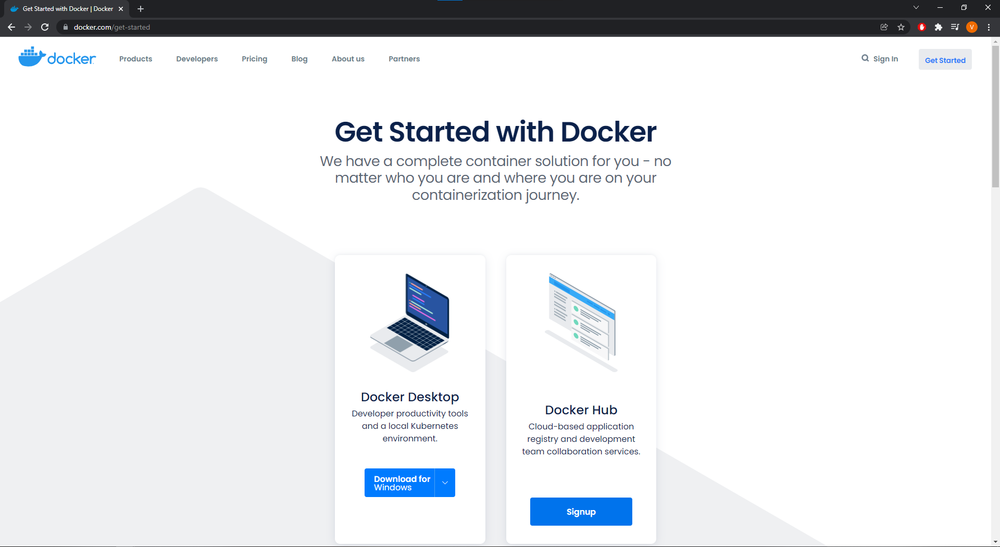 Get Started with Docker | Docker
docker.com/get-started
docker
Products
Developers
Pricing
Blog
About us
Partners
Sign In
Get Started
V
Get Started with Docker
We have a complete container solution for you - no
matter who you are and where you are on your
containerization journey.
Docker Desktop
Developer productivity tools
and a local Kubernetes
environment.
Download for
Windows
Docker Hub
Cloud-based application
registry and development
team collaboration services.
Signup